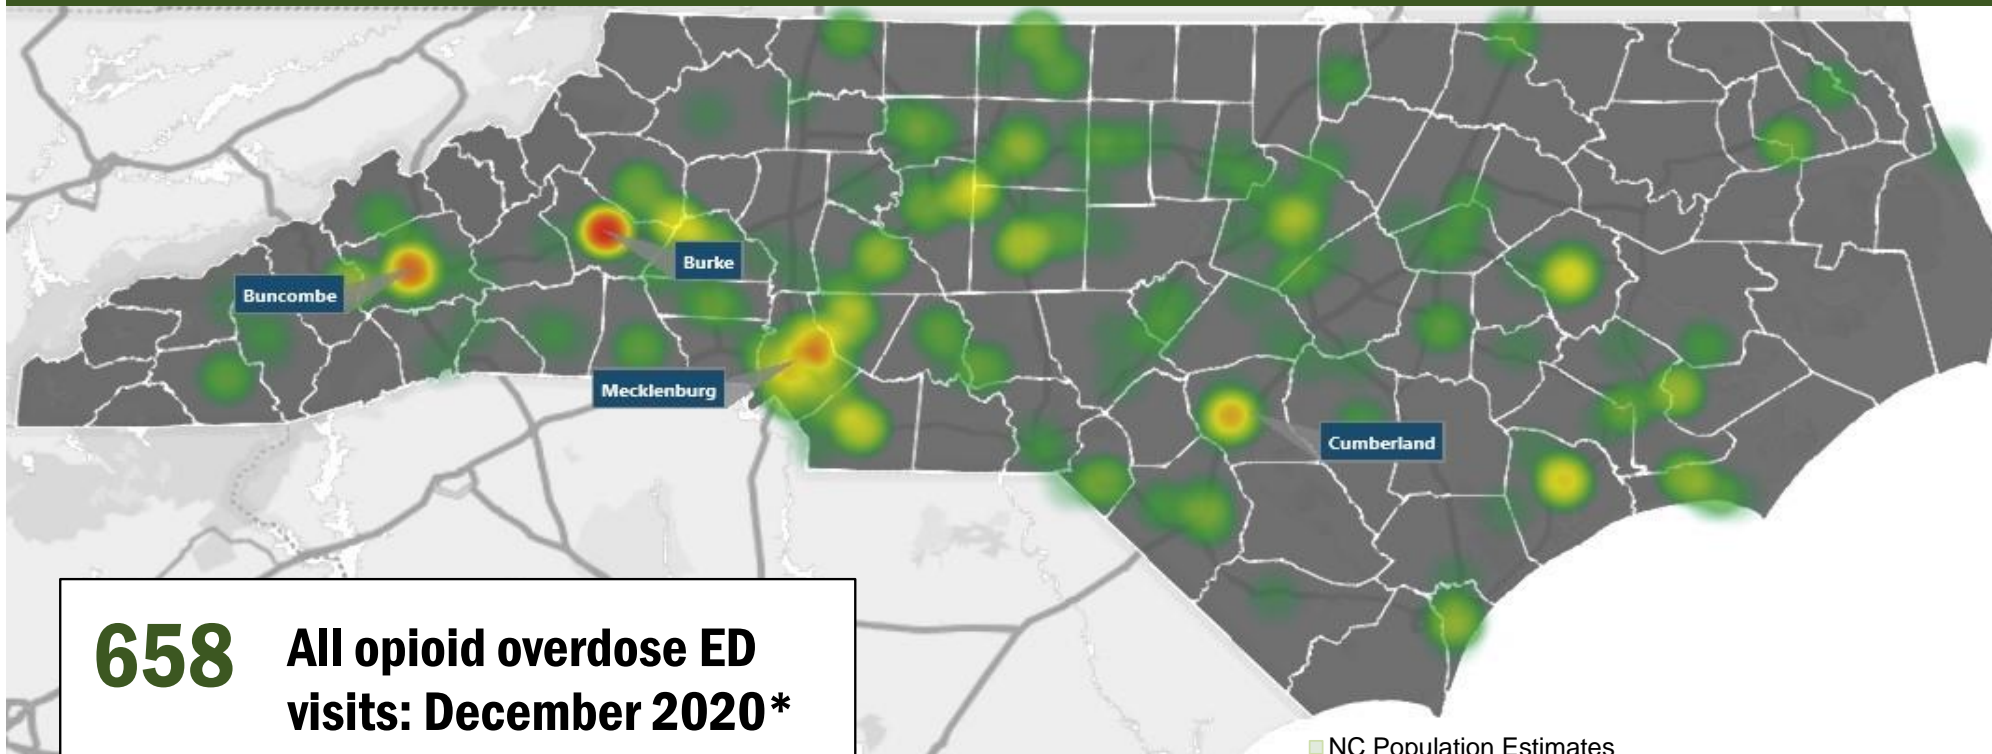 Burke
Buncombe
Mecklenburg
Cumberland
658
All opioid overdose ED
visits: December 2020*
NC Population Estimates